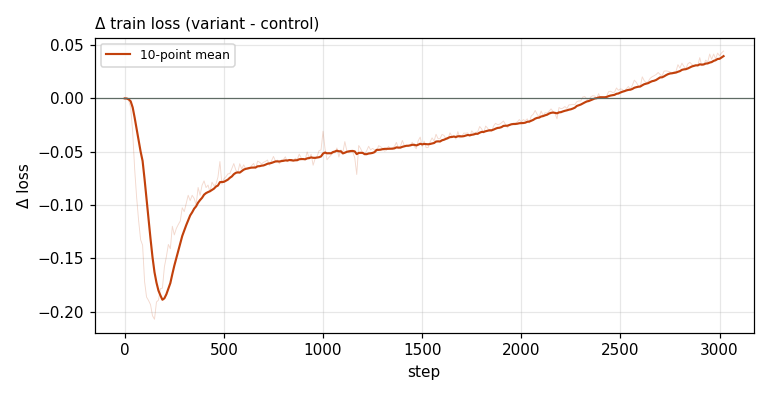 Δ train loss (variant - control)
10-point mean
0.05
0.00
−0.05
−0.10
−0.15
−0.20
Δ loss
0 500 1000 1500 2000 2500 3000
step